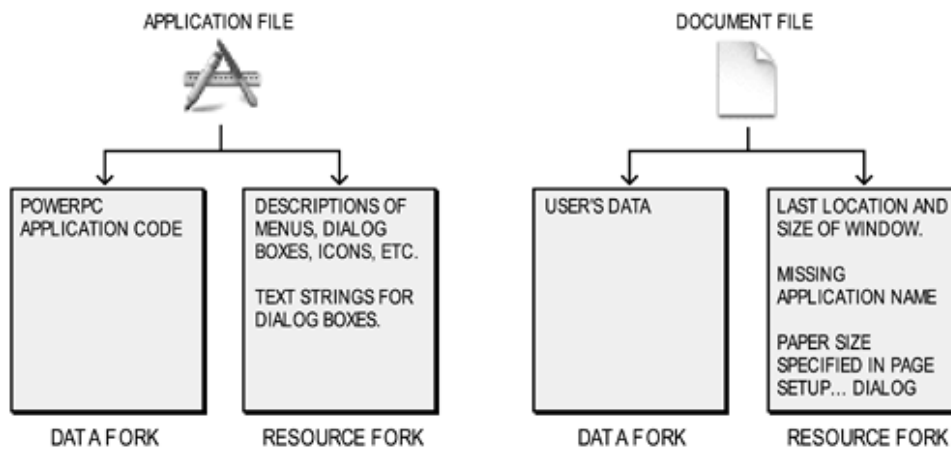 APPLICATION FILE
DOCUMENT FILE
POWERPC
APPLICATION CODE
DESCRIPTIONS OF
MENUS, DIALOG
BOXES, ICONS, ETC.
TEXT STRINGS FOR
DIALOG BOXES.
USER'S DATA
LAST LOCATION AND
SIZE OF WINDOW.
MISSING
APPLICATION NAME
PAPER SIZE
SPECIFIED IN PAGE
SETUP... DIALOG
DATA FORK
RESOURCE FORK
DATA FORK
RESOURCE FORK